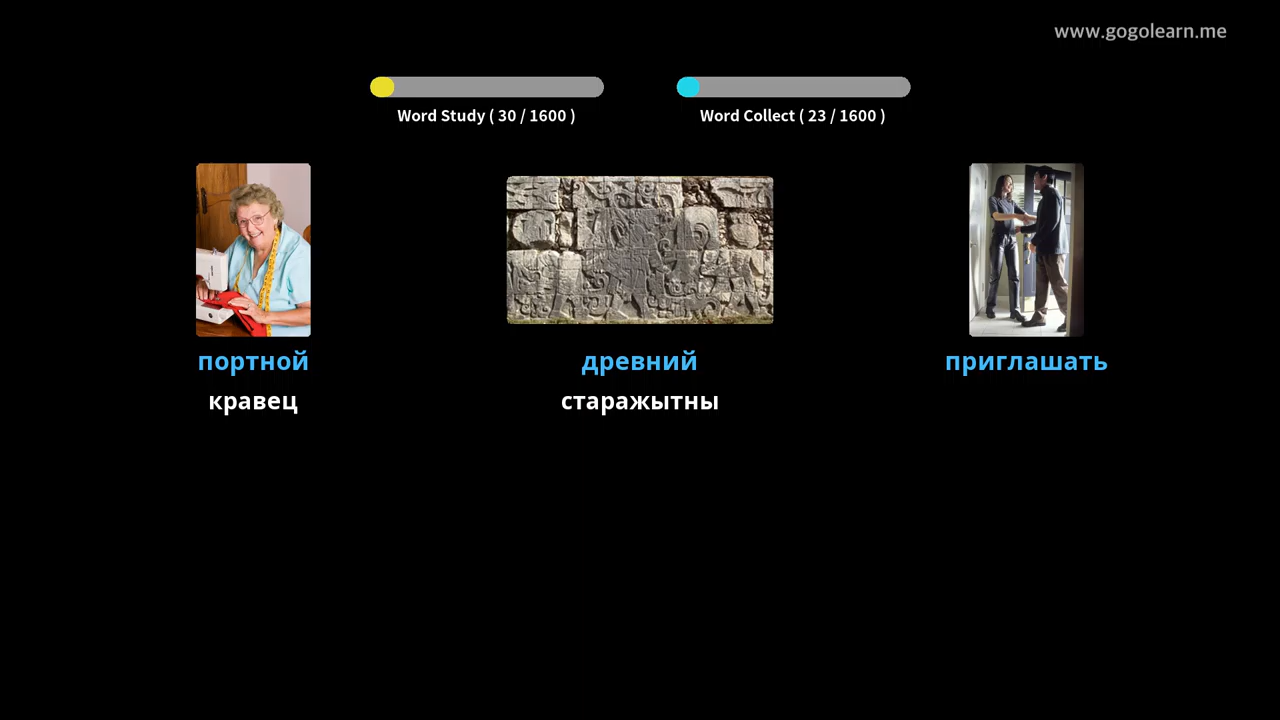 www.gogolearn.me
Word Study ( 30 / 1600 )
Word Collect ( 23 / 1600 )
портной
древний
приглашать
кравец
старажытны